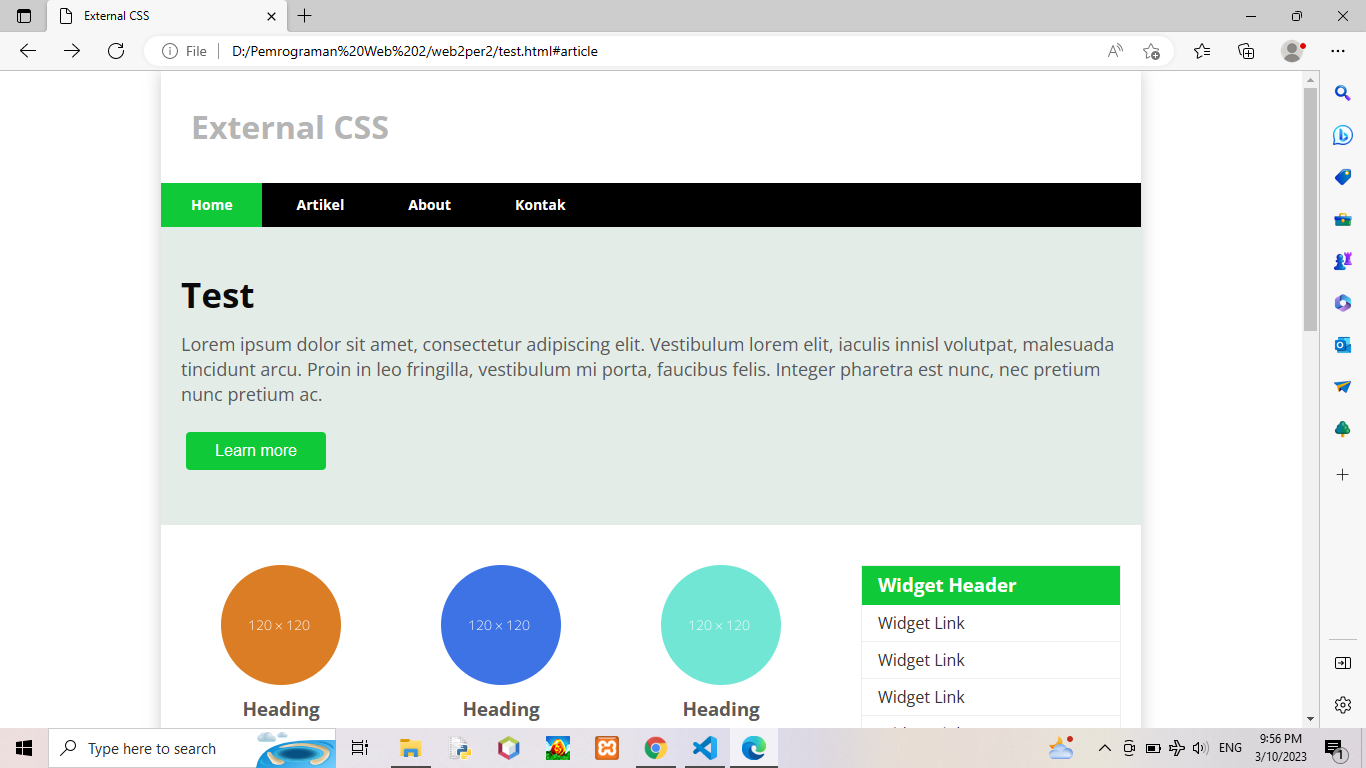 External CSS
File
D:/Pemrograman%20Web%202/web2per2/test.html#article
External CSS
Home Artikel About Kontak
Test
Lorem ipsum dolor sit amet, consectetur adipiscing elit. Vestibulum lorem elit, iaculis innisl volutpat, malesuada
tincidunt arcu. Proin in leo fringilla, vestibulum mi porta, faucibus felis. Integer pharetra est nunc, nec pretium
nunc pretium ac.
Learn more
120 × 120
120 × 120
120 × 120
Heading
Heading
Heading
Widget Header
Widget Link
Widget Link
Widget Link
Type here to search
ENG
9:56 PM
3/10/2023
1